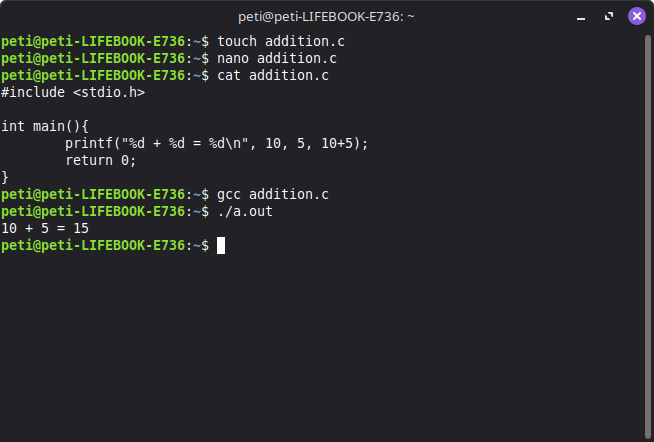 peti@peti-LIFEBOOK-E736: ~
peti@peti-LIFEBOOK-E736:~$ touch addition.c
peti@peti-LIFEBOOK-E736:~$ nano addition.c
peti@peti-LIFEBOOK-E736:~$ cat addition.c
#include <stdio.h>

int main(){
        printf("%d + %d = %d\n", 10, 5, 10+5);
        return 0;
}
peti@peti-LIFEBOOK-E736:~$ gcc addition.c
peti@peti-LIFEBOOK-E736:~$ ./a.out
10 + 5 = 15
peti@peti-LIFEBOOK-E736:~$